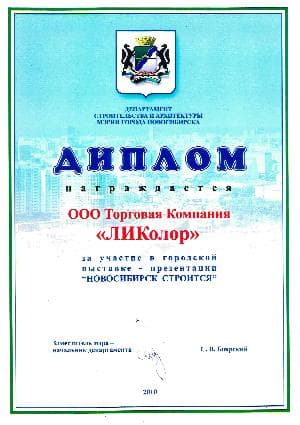 ДЕПАРТАМЕНТ
СТРОИТЕЛЬСТВА И АРХИТЕКТУРЫ
МЭРИИ ГОРОДА НОВОСИБИРСКА
ДИПЛОМ
награждается
ООО Торговая Компания
«ЛИКолор»
за участие в городской
выставке - презентации
"НОВОСИБИРСК СТРОИТСЯ"
Заместитель мэра –
начальник департамента
Боярский
2010